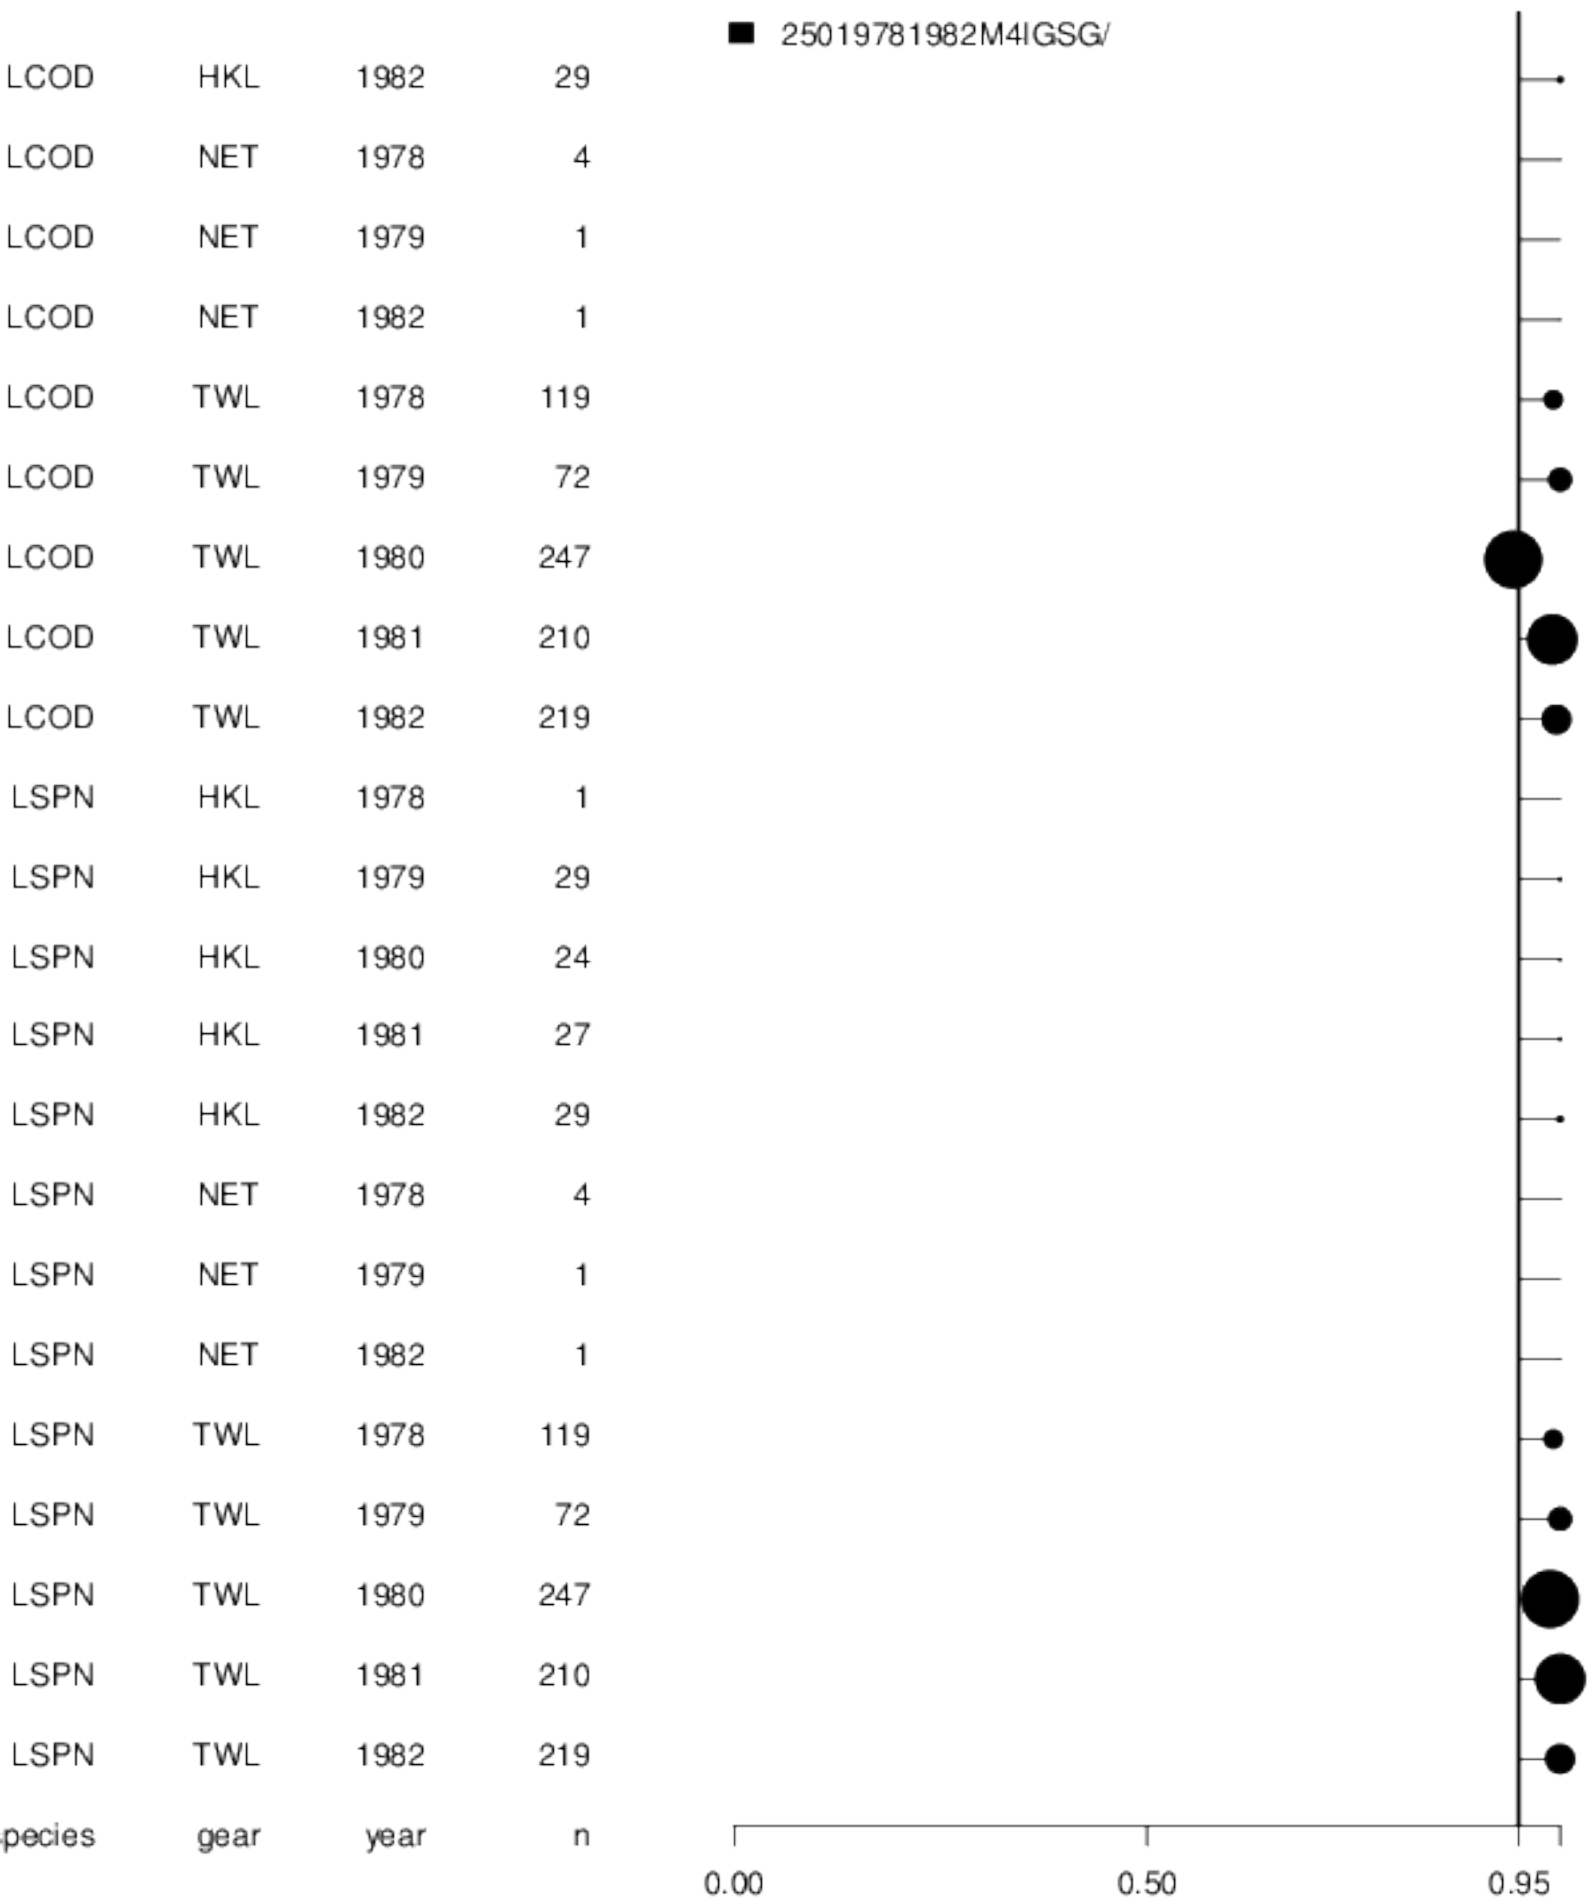 25019781982M4IGSG/
LCOD HKL 1982 29
LCOD NET 1978 4
LCOD NET 1979 1
LCOD NET 1982 1
LCOD TWL 1978 119
LCOD TWL 1979 72
LCOD TWL 1980 247
LCOD TWL 1981 210
LCOD TWL 1982 219
LSPN HKL 1978 1
LSPN HKL 1979 29
LSPN HKL 1980 24
LSPN HKL 1981 27
LSPN HKL 1982 29
LSPN NET 1978 4
LSPN NET 1979 1
LSPN NET 1982 1
LSPN TWL 1978 119
LSPN TWL 1979 72
LSPN TWL 1980 247
LSPN TWL 1981 210
LSPN TWL 1982 219
pecies gear year n
0.00 0.50 0.95